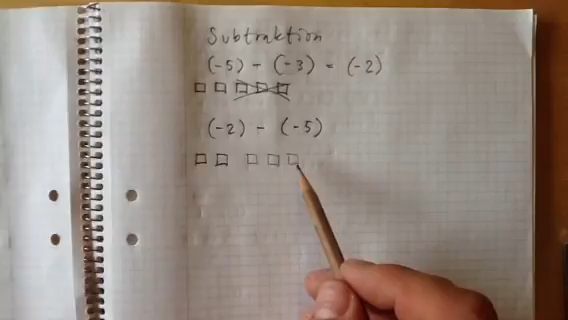 Subtraktion
(-5) - (-3) = (-2)
(-2) - (-5)